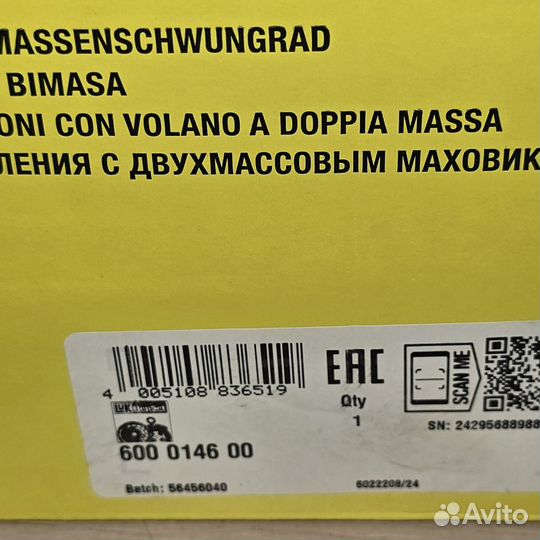 MASSENSCHWUNGRAD
BIMASA
ONI CON VOLANO A DOPPIA MASSA
ЛЕНИЯ С ДВУХМАССОВЫМ МАХОВИК
4 005108 836519
EAC
Qty
1
SCAN ME
SN: 24295688988
LuK
600 0146 00
Batch: 56456040
6022208/24
Avito